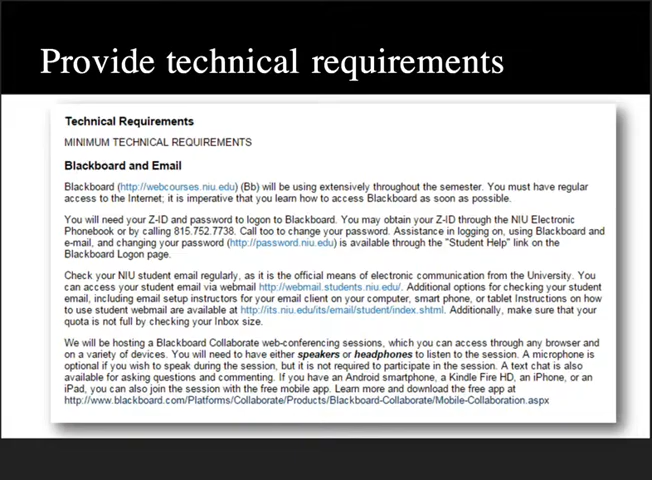 Provide technical requirements
Technical Requirements
MINIMUM TECHNICAL REQUIREMENTS
Blackboard and Email
Blackboard (http://webcourses.niu.edu) (Bb) will be using extensively throughout the semester. You must have regular
access to the Internet; it is imperative that you learn how to access Blackboard as soon as possible.
You will need your Z-ID and password to logon to Blackboard. You may obtain your Z-ID through the NIU Electronic
Phonebook or by calling 815.752.7738. Call too to change your password. Assistance in logging on, using Blackboard and
e-mail, and changing your password (http://password.niu.edu) is available through the "Student Help" link on the
Blackboard Logon page.
Check your NIU student email regularly, as it is the official means of electronic communication from the University. You
can access your student email via webmail http://webmail.students.niu.edu/. Additional options for checking your student
email, including email setup instructors for your email client on your computer, smart phone, or tablet Instructions on how
to use student webmail are available at http://its.niu.edu/its/email/student/index.shtml. Additionally, make sure that your
quota is not full by checking your Inbox size.
We will be hosting a Blackboard Collaborate web-conferencing sessions, which you can access through any browser and
on a variety of devices. You will need to have either speakers or headphones to listen to the session. A microphone is
optional if you wish to speak during the session, but it is not required to participate in the session. A text chat is also
available for asking questions and commenting. If you have an Android smartphone, a Kindle Fire HD, an iPhone, or an
iPad, you can also join the session with the free mobile app. Learn more and download the free app at
http://www.blackboard.com/Platforms/Collaborate/Products/Blackboard-Collaborate/Mobile-Collaboration.aspx